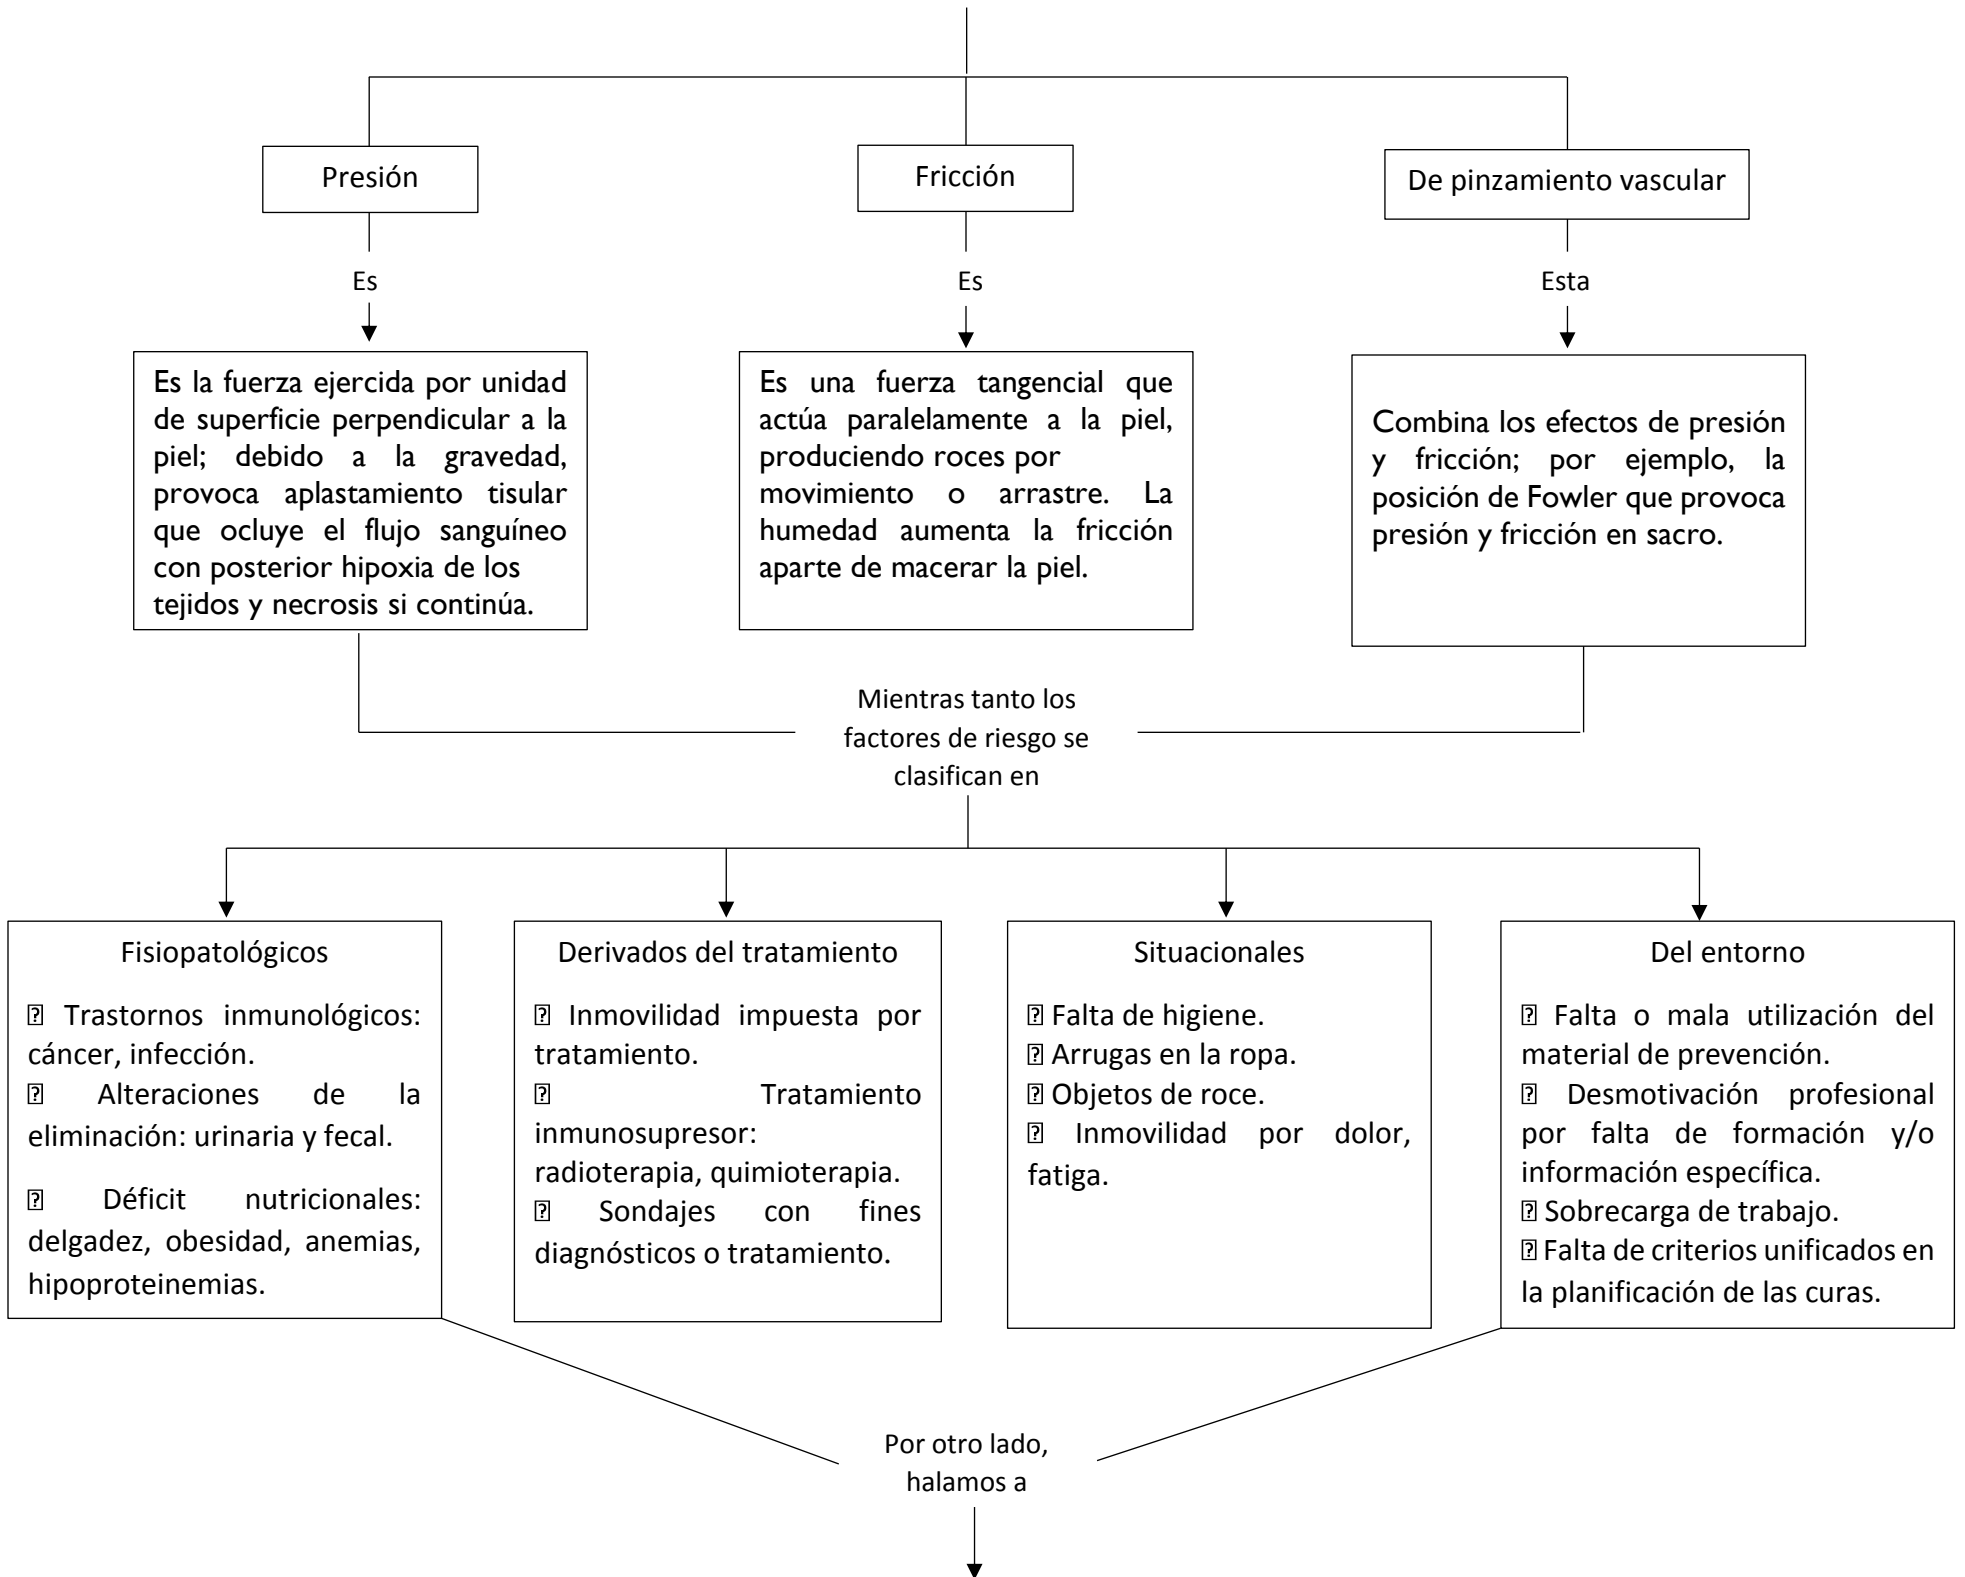 Presión
Fricción
De pinzamiento vascular
Es
Es
Esta
Es la fuerza ejercida por unidad
de superficie perpendicular a la
piel; debido a la gravedad,
provoca aplastamiento tisular
que ocluye el flujo sanguíneo
con posterior hipoxia de los
tejidos y necrosis si continúa.
Es una fuerza tangencial que
actúa paralelamente a la piel,
produciendo roces por
movimiento o arrastre. La
humedad aumenta la fricción
aparte de macerar la piel.
Combina los efectos de presión
y fricción; por ejemplo, la
posición de Fowler que provoca
presión y fricción en sacro.
Mientras tanto los
factores de riesgo se
clasifican en
Fisiopatológicos
⍰ Trastornos inmunológicos:
cáncer, infección.
⍰ Alteraciones de la
eliminación: urinaria y fecal.
⍰ Déficit nutricionales:
delgadez, obesidad, anemias,
hipoproteinemias.
Derivados del tratamiento
⍰ Inmovilidad impuesta por
tratamiento.
⍰ Tratamiento
inmunosupresor:
radioterapia, quimioterapia.
⍰ Sondajes con fines
diagnósticos o tratamiento.
Situacionales
⍰ Falta de higiene.
⍰ Arrugas en la ropa.
⍰ Objetos de roce.
⍰ Inmovilidad por dolor,
fatiga.
Del entorno
⍰ Falta o mala utilización del
material de prevención.
⍰ Desmotivación profesional
por falta de formación y/o
información específica.
⍰ Sobrecarga de trabajo.
⍰ Falta de criterios unificados en
la planificación de las curas.
Por otro lado,
halamos a